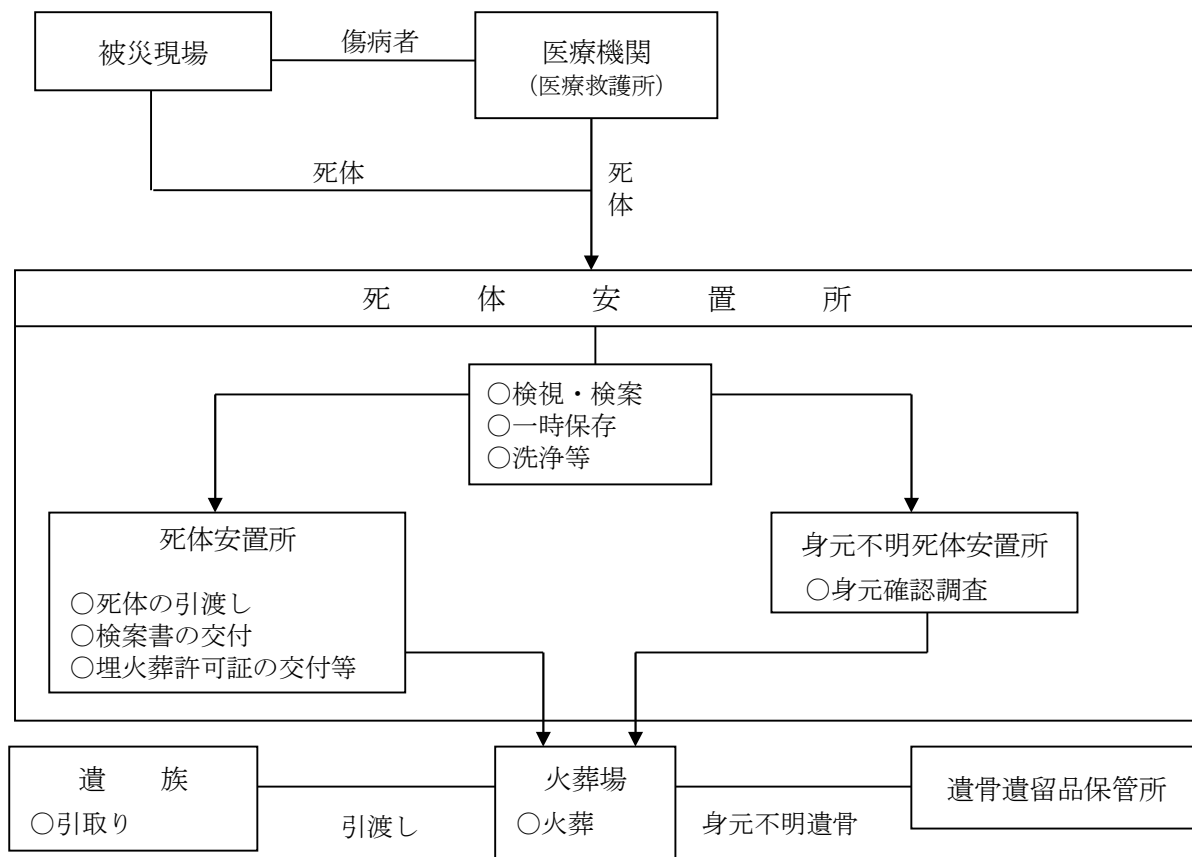 被災現場
傷病者
医療機関
（医療救護所）
死体
死体
死体安置所
○検視・検案
○一時保存
○洗浄等
死体安置所
○死体の引渡し
○検案書の交付
○埋火葬許可証の交付等
身元不明死体安置所
○身元確認調査
遺　族
○引取り
引渡し
火葬場
○火葬
身元不明遺骨
遺骨遺留品保管所